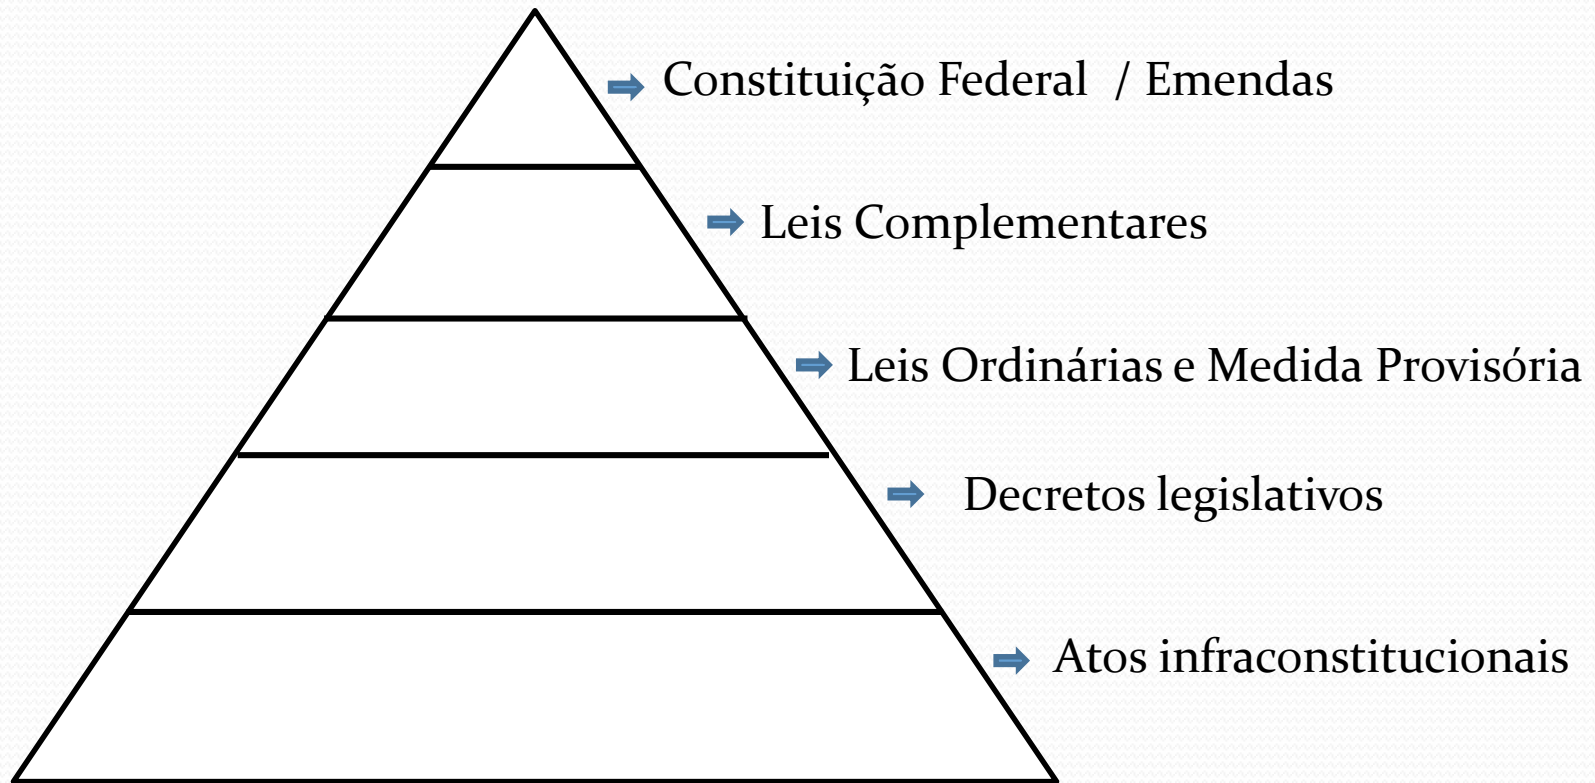 Constituição Federal / Emendas
Leis Complementares
Leis Ordinárias e Medida Provisória
Decretos legislativos
Atos infraconstitucionais